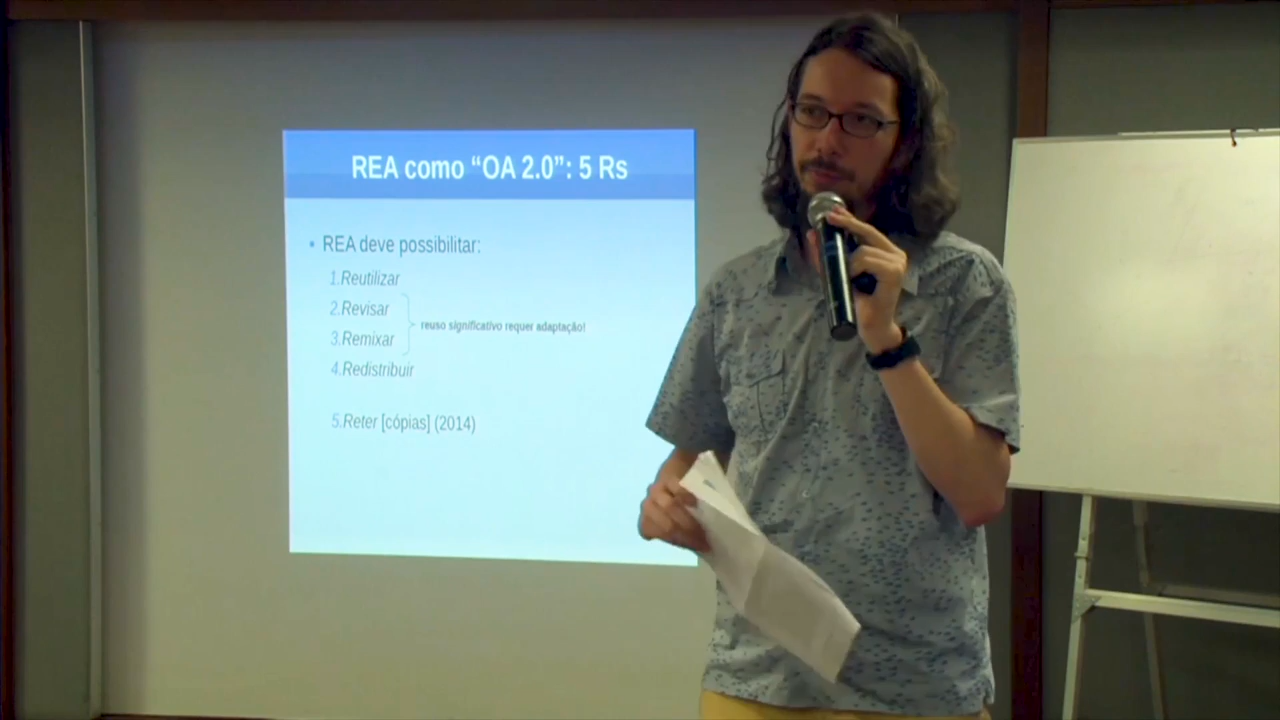 REA como “OA 2.0”: 5 Rs
• REA deve possibilitar:
1.Reutilizar
2.Revisar
3.Remixar
reuso significativo requer adaptação!
4.Redistribuir
5.Reter [cópias] (2014)